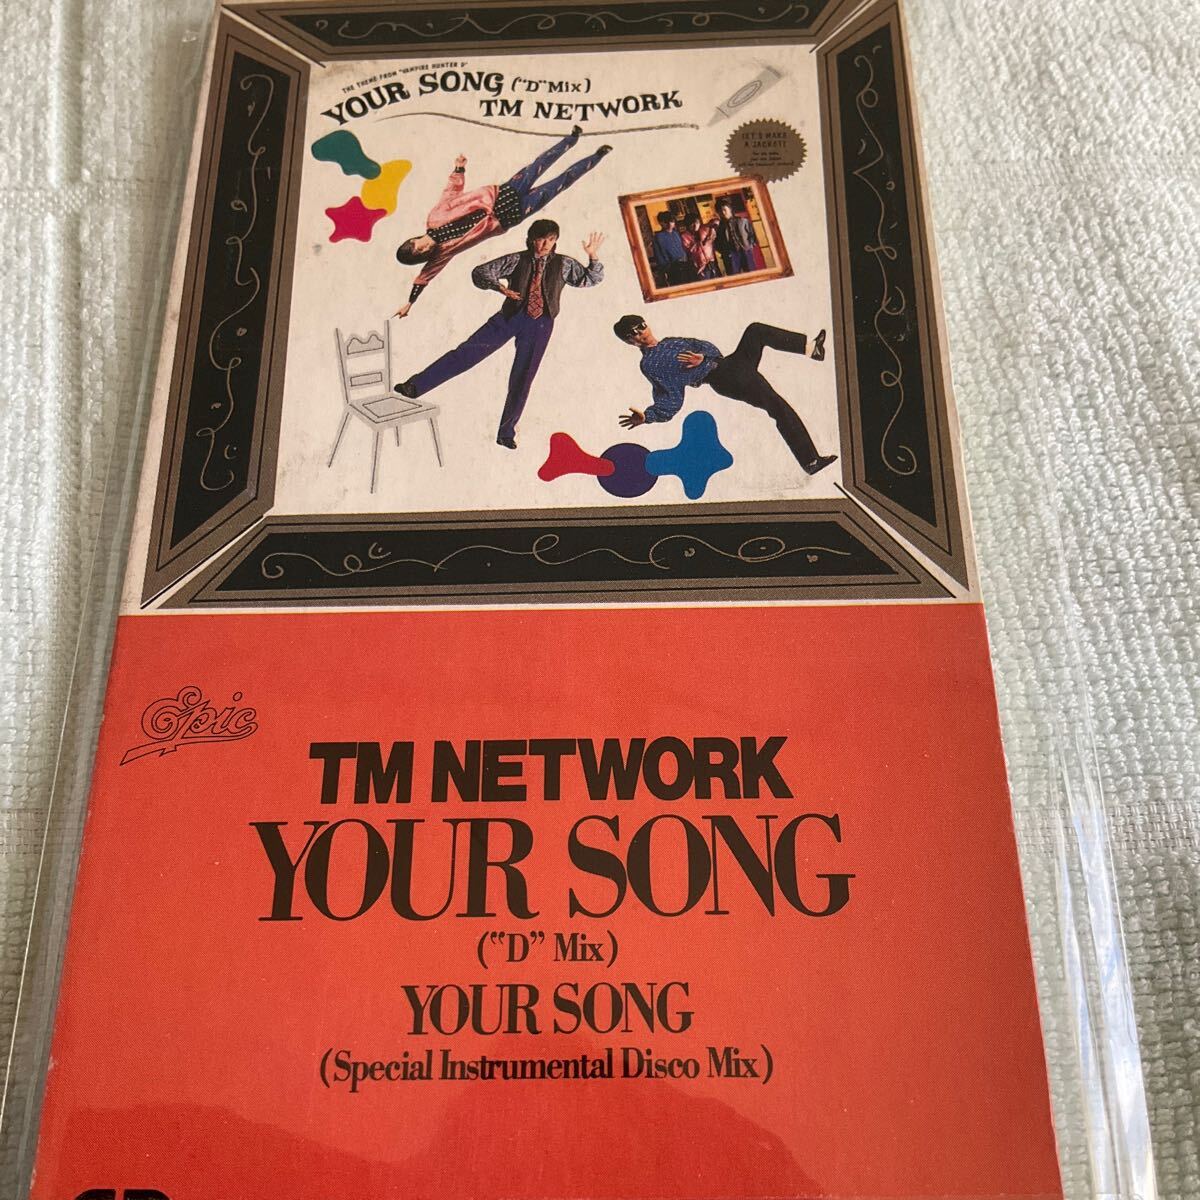 THE THEME FROM "VAMPIRE HUNTER D"
YOUR SONG ("D" Mix)
TM NETWORK
LET'S MAKE
A JACKET!
Epic
TM NETWORK
YOUR SONG
("D" Mix)
YOUR SONG
(Special Instrumental Disco Mix)